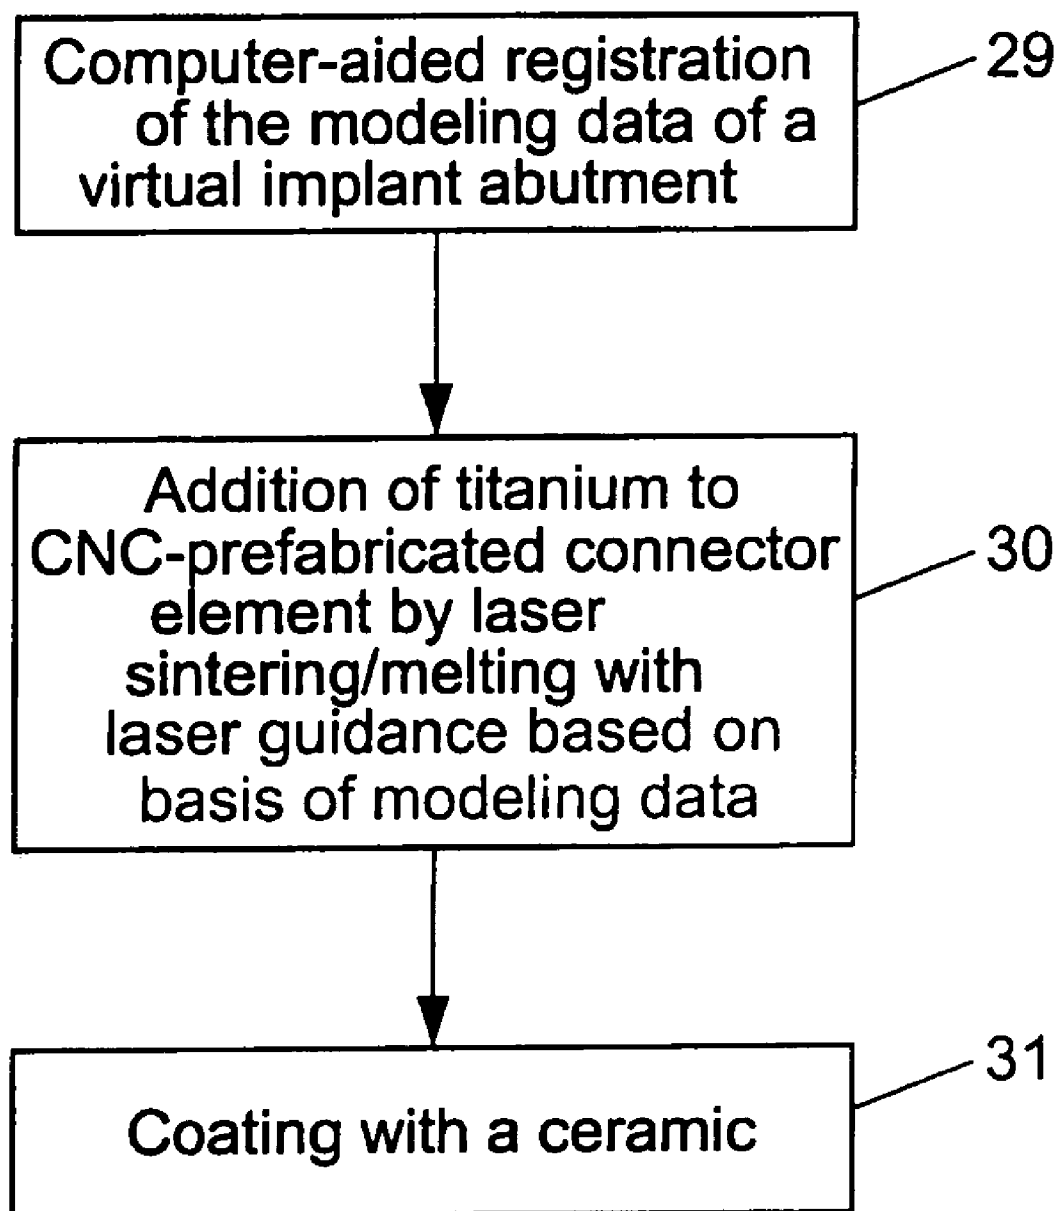 Computer-aided registration
of the modeling data of a
virtual implant abutment
29
Addition of titanium to
CNC-prefabricated connector
element by laser
sintering/melting with
laser guidance based on
basis of modeling data
30
Coating with a ceramic
31